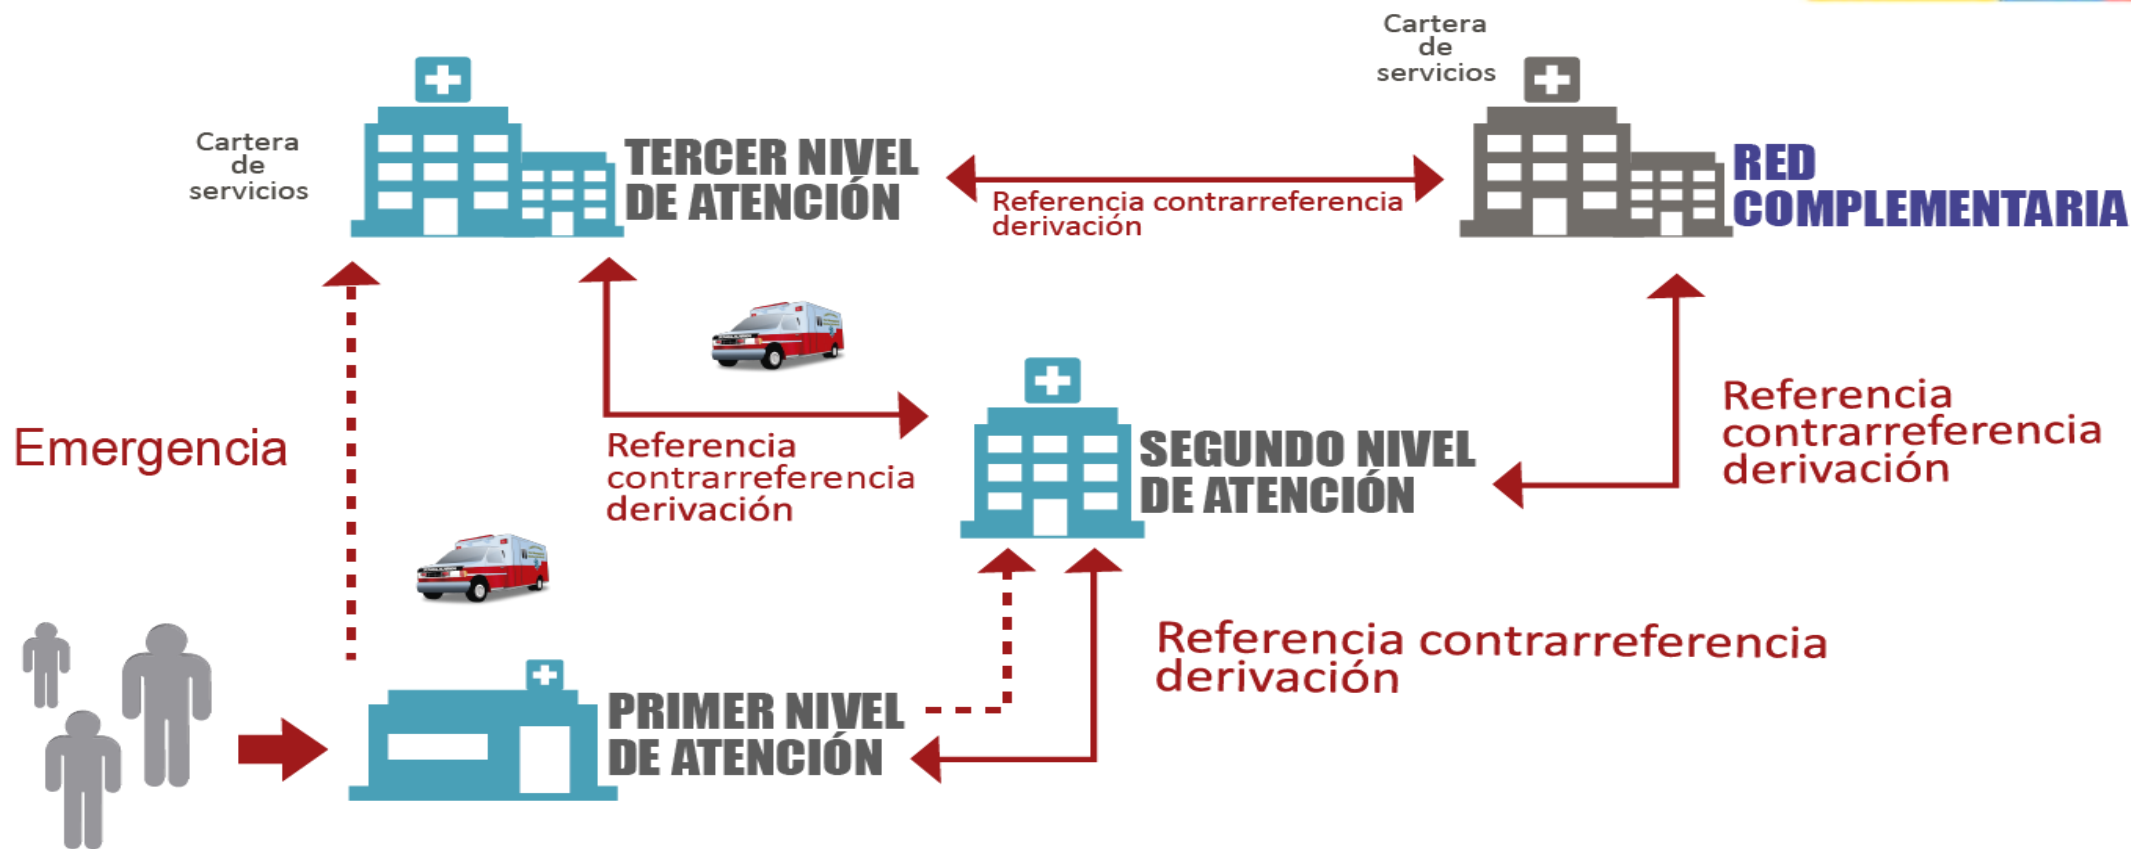 Cartera
de
servicios
TERCER NIVEL
DE ATENCIÓN
Referencia contrarreferencia
derivación
Cartera
de
servicios
RED
COMPLEMENTARIA
Emergencia
Referencia
contrarreferencia
derivación
SEGUNDO NIVEL
DE ATENCIÓN
Referencia
contrarreferencia
derivación
PRIMER NIVEL
DE ATENCIÓN
Referencia contrarreferencia
derivación